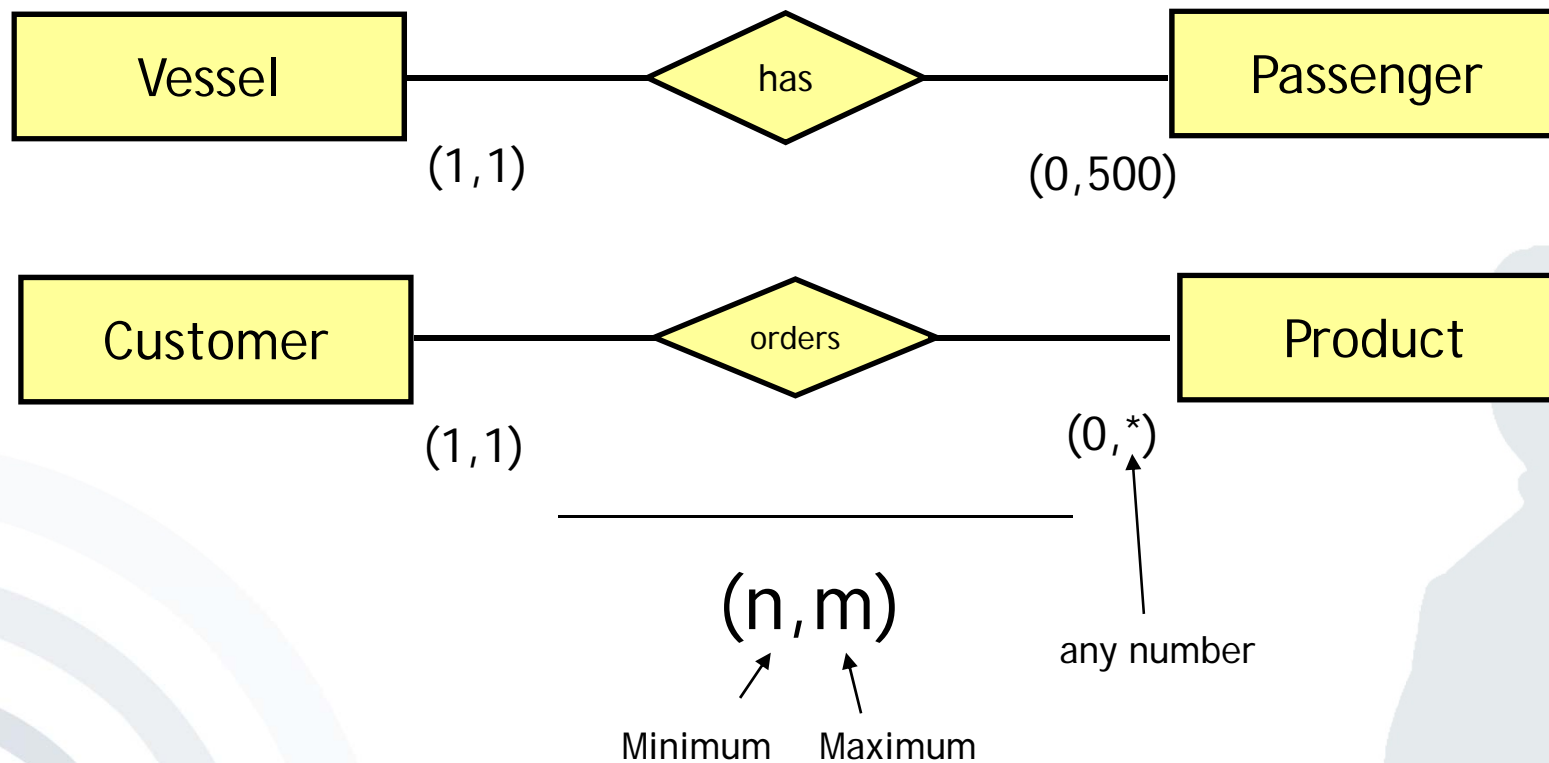 Vessel
has
Passenger
(1,1)
(0,500)
Customer
orders
Product
(1,1)
(0,*)
(n,m)
any number
Minimum
Maximum